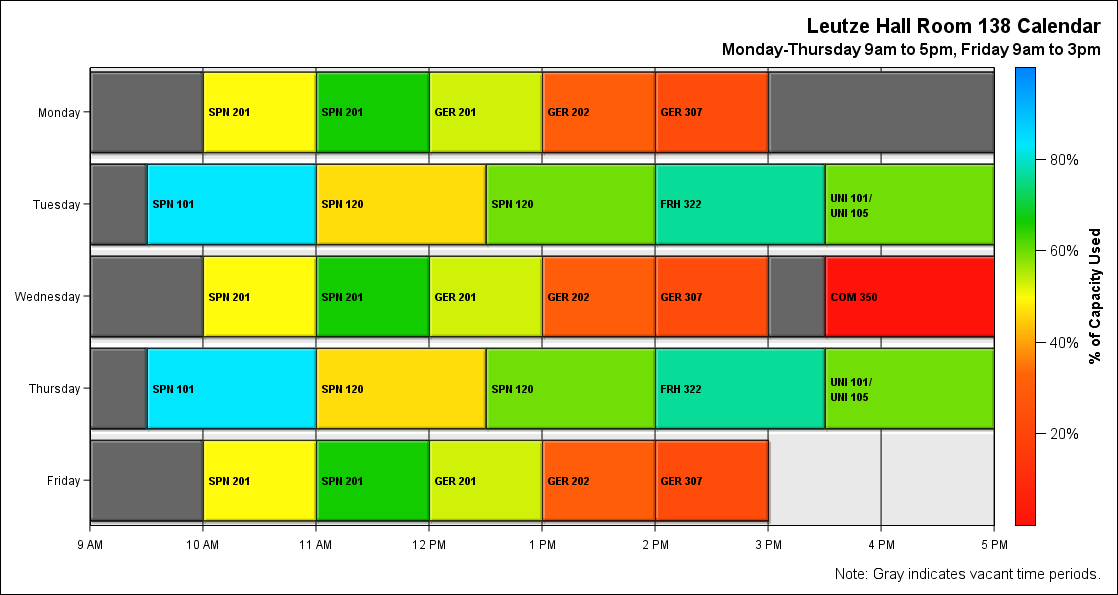 Leutze Hall Room 138 Calendar
Monday-Thursday 9am to 5pm, Friday 9am to 3pm
Monday
SPN 201
SPN 201
GER 201
GER 202
GER 307
Tuesday
SPN 101
SPN 120
SPN 120
FRH 322
UNI 101/
UNI 105
Wednesday
SPN 201
SPN 201
GER 201
GER 202
GER 307
COM 350
Thursday
SPN 101
SPN 120
SPN 120
FRH 322
UNI 101/
UNI 105
Friday
SPN 201
SPN 201
GER 201
GER 202
GER 307
9 AM
10 AM
11 AM
12 PM
1 PM
2 PM
3 PM
4 PM
5 PM
80%
60%
40%
20%
% of Capacity Used
Note: Gray indicates vacant time periods.